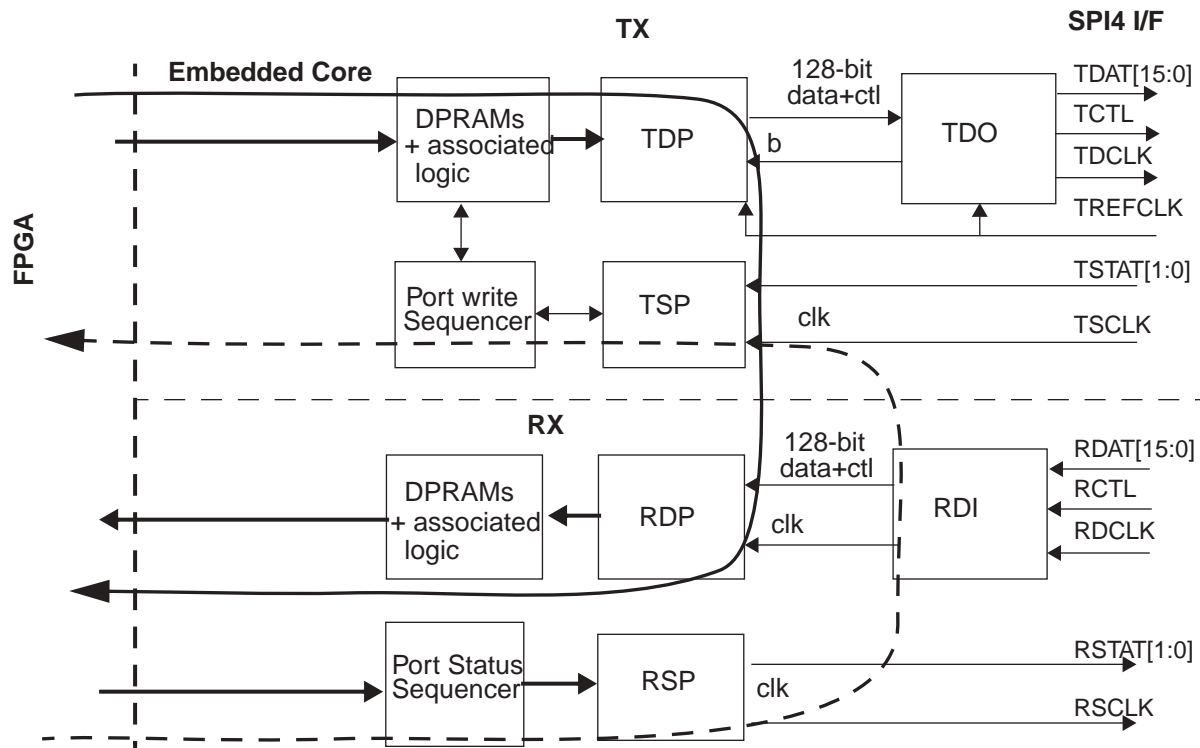 TX
SPI4 I/F
Embedded Core
DPRAMs
+ associated
logic
TDP
128-bit
data+ctl
b
TDO
TDAT[15:0]
TCTL
TDCLK
TREFCLK
FPGA
Port write
Sequencer
TSP
clk
TSTAT[1:0]
TSCLK
RX
DPRAMs
+ associated
logic
RDP
128-bit
data+ctl
clk
RDI
RDAT[15:0]
RCTL
RDCLK
Port Status
Sequencer
RSP
clk
RSTAT[1:0]
RSCLK